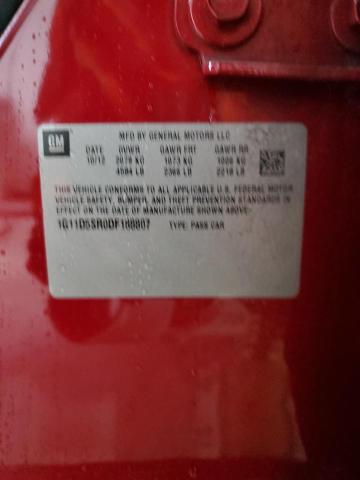 GM
MFD BY GENERAL MOTORS LLC
DATE GVWR GAWR FRT GAWR RR
10/12 2079 KG 1073 KG 1006 KG
4584 LB 2366 LB 2218 LB
THIS VEHICLE CONFORMS TO ALL APPLICABLE U.S. FEDERAL MOTOR
VEHICLE SAFETY, BUMPER, AND THEFT PREVENTION STANDARDS IN
EFFECT ON THE DATE OF MANUFACTURE SHOWN ABOVE.
TYPE: PASS CAR